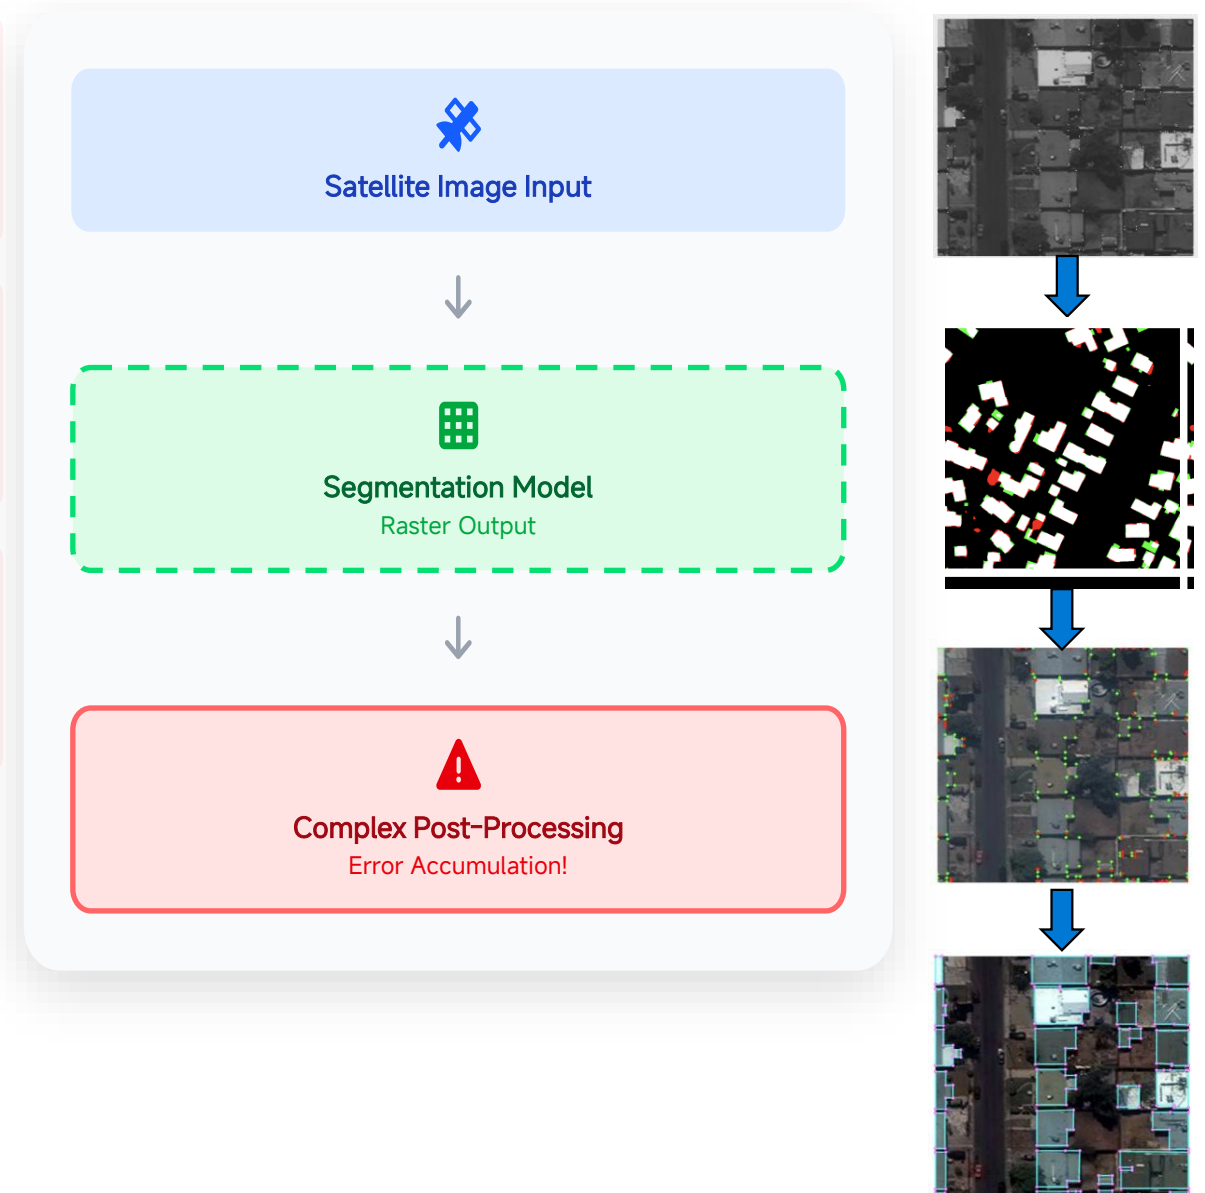 Satellite Image Input
Segmentation Model
Raster Output
Complex Post-Processing
Error Accumulation!